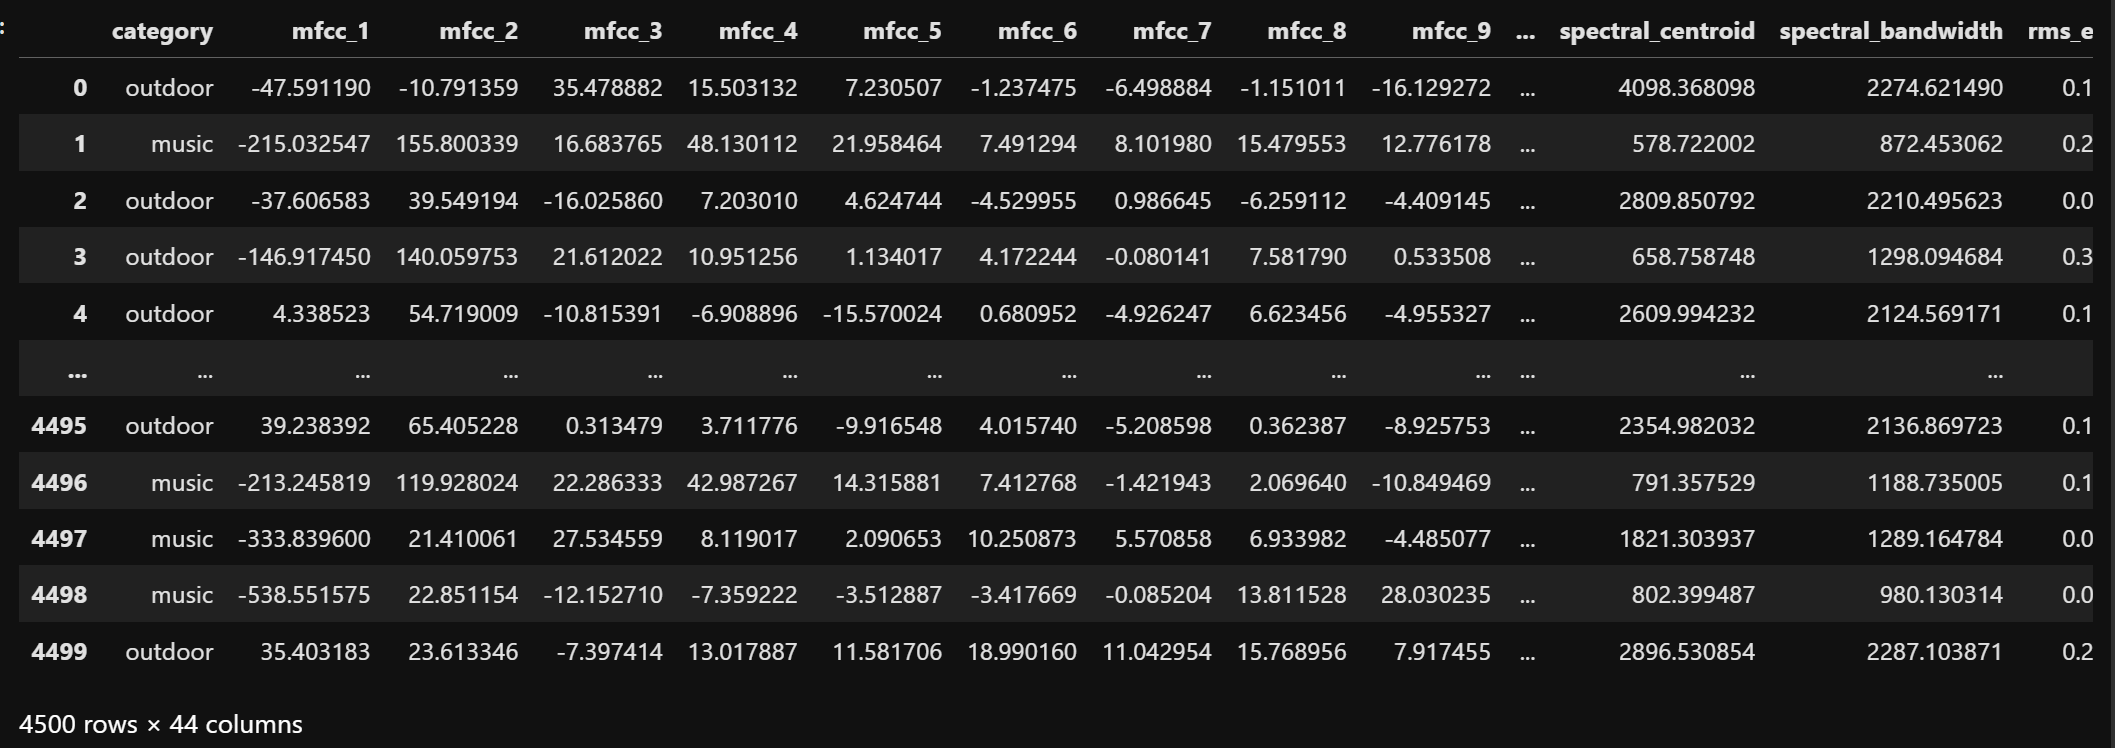 :
category mfcc_1 mfcc_2 mfcc_3 mfcc_4 mfcc_5 mfcc_6 mfcc_7 mfcc_8 mfcc_9 ... spectral_centroid spectral_bandwidth rms_e
0 outdoor -47.591190 -10.791359 35.478882 15.503132 7.230507 -1.237475 -6.498884 -1.151011 -16.129272 ... 4098.368098 2274.621490 0.1
1 music -215.032547 155.800339 16.683765 48.130112 21.958464 7.491294 8.101980 15.479553 12.776178 ... 578.722002 872.453062 0.2
2 outdoor -37.606583 39.549194 -16.025860 7.203010 4.624744 -4.529955 0.986645 -6.259112 -4.409145 ... 2809.850792 2210.495623 0.0
3 outdoor -146.917450 140.059753 21.612022 10.951256 1.134017 4.172244 -0.080141 7.581790 0.533508 ... 658.758748 1298.094684 0.3
4 outdoor 4.338523 54.719009 -10.815391 -6.908896 -15.570024 0.680952 -4.926247 6.623456 -4.955327 ... 2609.994232 2124.569171 0.1
... ... ... ... ... ... ... ... ... ... ... ... ... ...
4495 outdoor 39.238392 65.405228 0.313479 3.711776 -9.916548 4.015740 -5.208598 0.362387 -8.925753 ... 2354.982032 2136.869723 0.1
4496 music -213.245819 119.928024 22.286333 42.987267 14.315881 7.412768 -1.421943 2.069640 -10.849469 ... 791.357529 1188.735005 0.1
4497 music -333.839600 21.410061 27.534559 8.119017 2.090653 10.250873 5.570858 6.933982 -4.485077 ... 1821.303937 1289.164784 0.0
4498 music -538.551575 22.851154 -12.152710 -7.359222 -3.512887 -3.417669 -0.085204 13.811528 28.030235 ... 802.399487 980.130314 0.0
4499 outdoor 35.403183 23.613346 -7.397414 13.017887 11.581706 18.990160 11.042954 15.768956 7.917455 ... 2896.530854 2287.103871 0.2
4500 rows × 44 columns